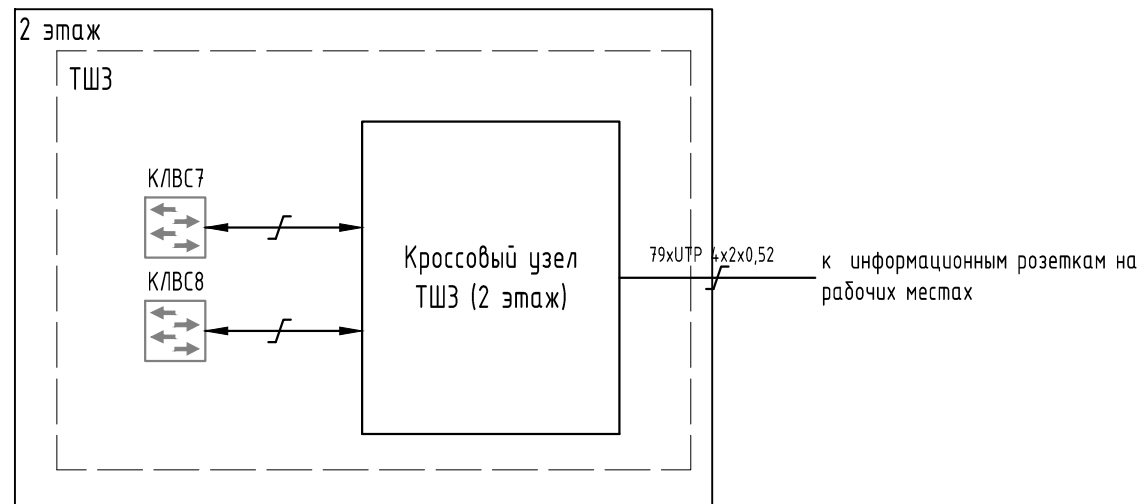 2 этаж
ТШ3
КЛВС7
КЛВС8
Кроссовый узел
ТШ3 (2 этаж)
79xUTP 4x2x0,52
к информационным розеткам на
рабочих местах